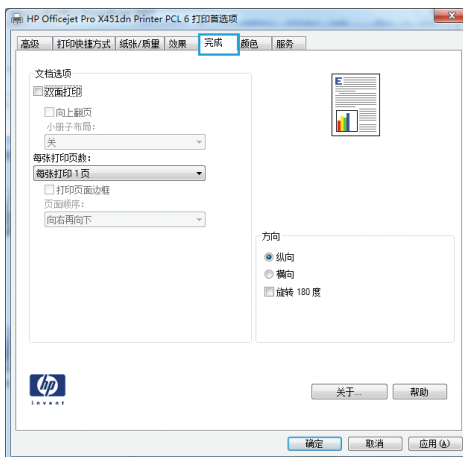 HP Officejet Pro X451dn Printer PCL 6 打印首选项
高级 打印快捷方式 纸张/质量 效果 完成 颜色 服务
文档选项
双面打印
向上翻页
小册子布局:
关
每张打印页数:
每张打印 1 页
打印页面边框
页面顺序:
向右再向下
E
方向
纵向
横向
旋转 180 度
hp
invent
关于... 帮助
确定 取消 应用(A)